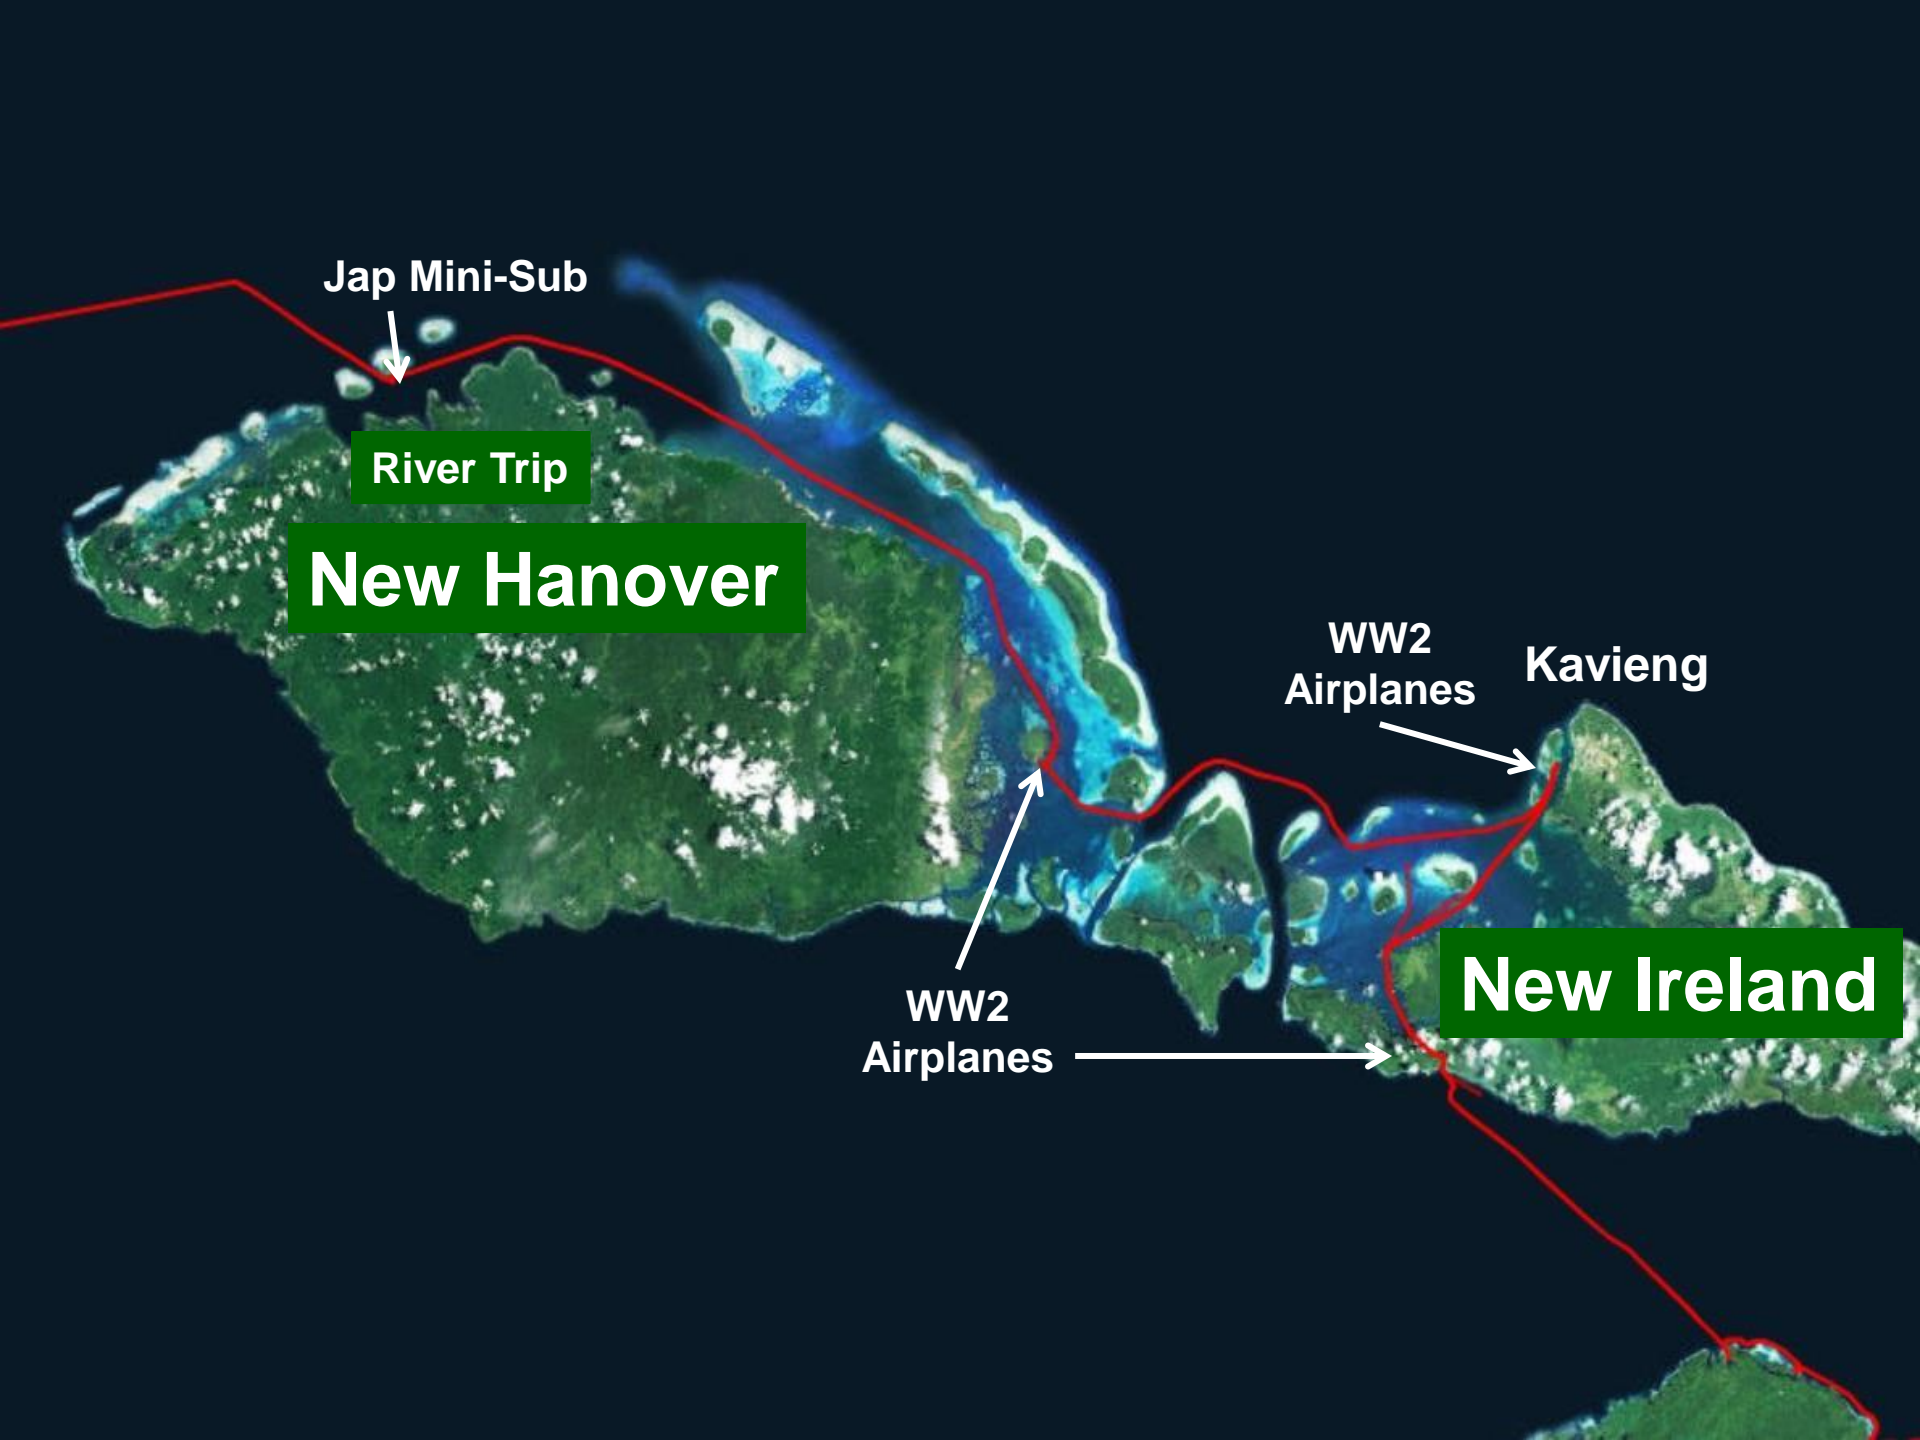 Jap Mini-Sub
River Trip
New Hanover
WW2
Airplanes
Kavieng
New Ireland
WW2
Airplanes